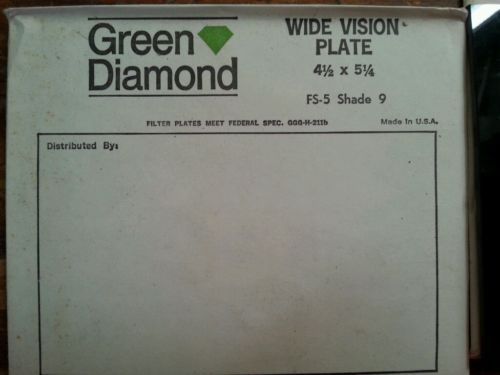 Green
Diamond
WIDE VISION
PLATE
4½ x 5¼
FS-5 Shade 9
FILTER PLATES MEET FEDERAL SPEC. GGG-H-211b
Made In U.S.A.
Distributed By: